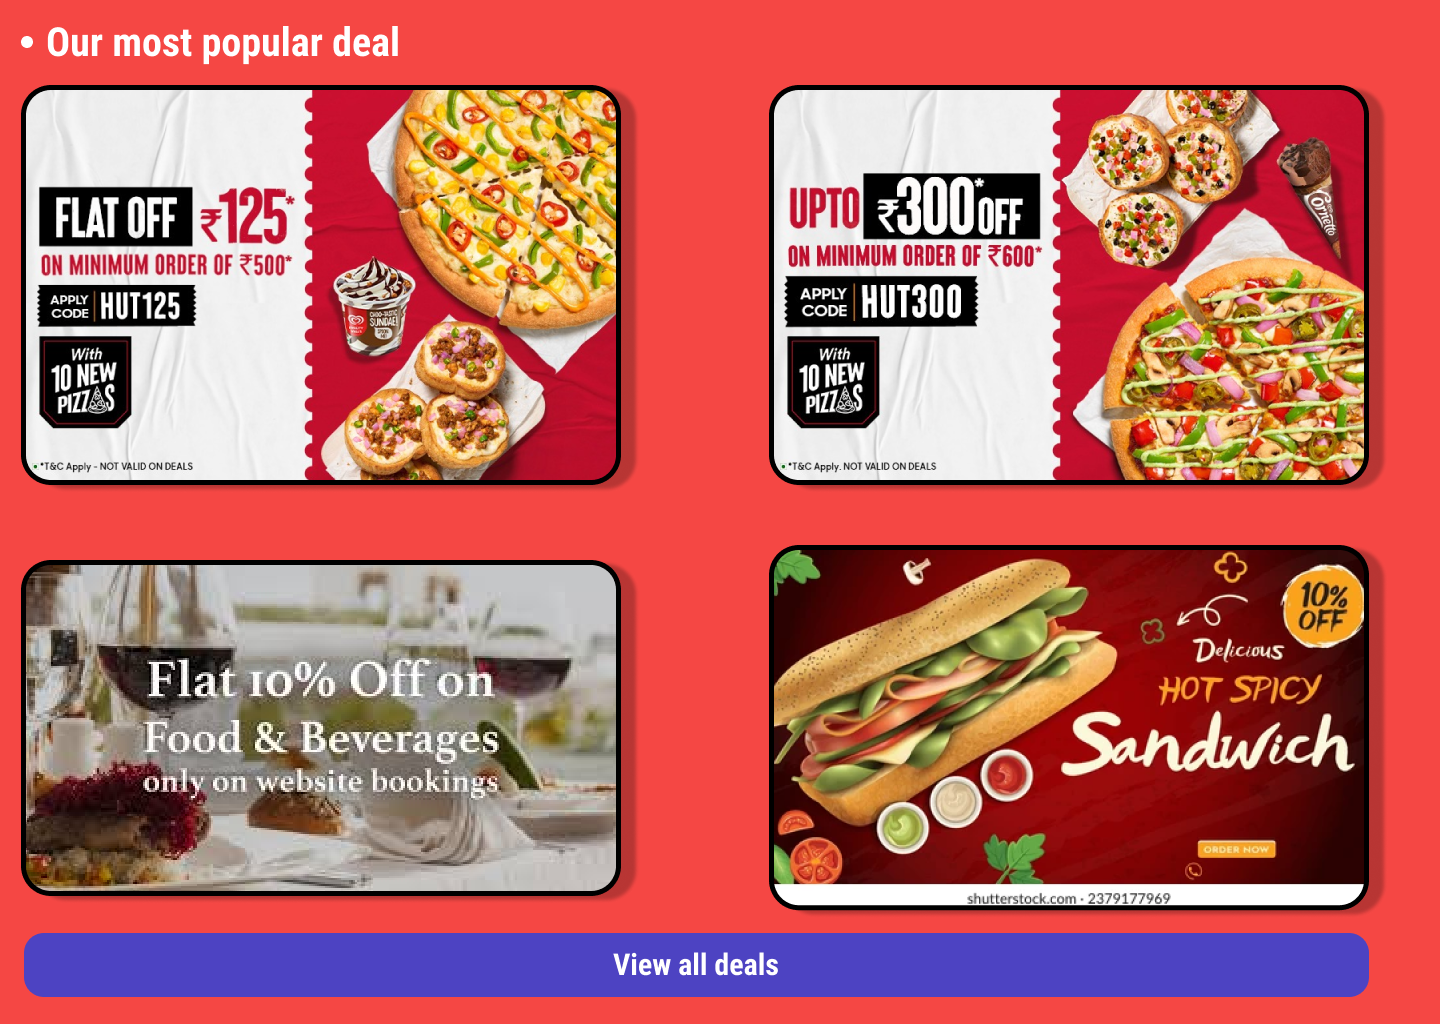 • Our most popular deal
FLAT OFF ₹125*
ON MINIMUM ORDER OF ₹500*
APPLY CODE HUT125
With
10 NEW
PIZZAS
*T&C Apply - NOT VALID ON DEALS
CHOC-TASTIC
SUNDAE!
UPTO ₹300* OFF
ON MINIMUM ORDER OF ₹600*
APPLY CODE HUT300
With
10 NEW
PIZZAS
*T&C Apply. NOT VALID ON DEALS
Cornetto
Flat 10% Off on
Food & Beverages
only on website bookings
10%
OFF
Delicious
HOT SPICY
Sandwich
ORDER NOW
shutterstock.com · 2379177969
View all deals